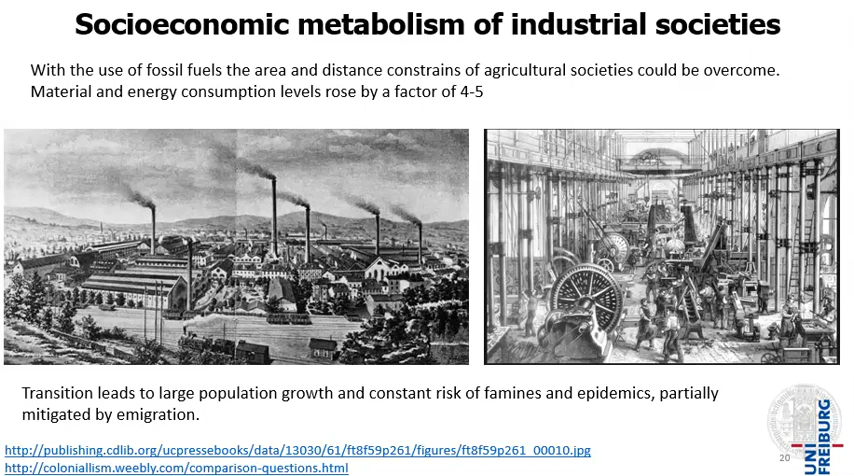 Socioeconomic metabolism of industrial societies
With the use of fossil fuels the area and distance constrains of agricultural societies could be overcome.
Material and energy consumption levels rose by a factor of 4-5
Transition leads to large population growth and constant risk of famines and epidemics, partially
mitigated by emigration.
http://publishing.cdlib.org/ucpressebooks/data/13030/61/ft8f59p261/figures/ft8f59p261_00010.jpg
http://coloniallism.weebly.com/comparison-questions.html
20
UNI
FREIBURG